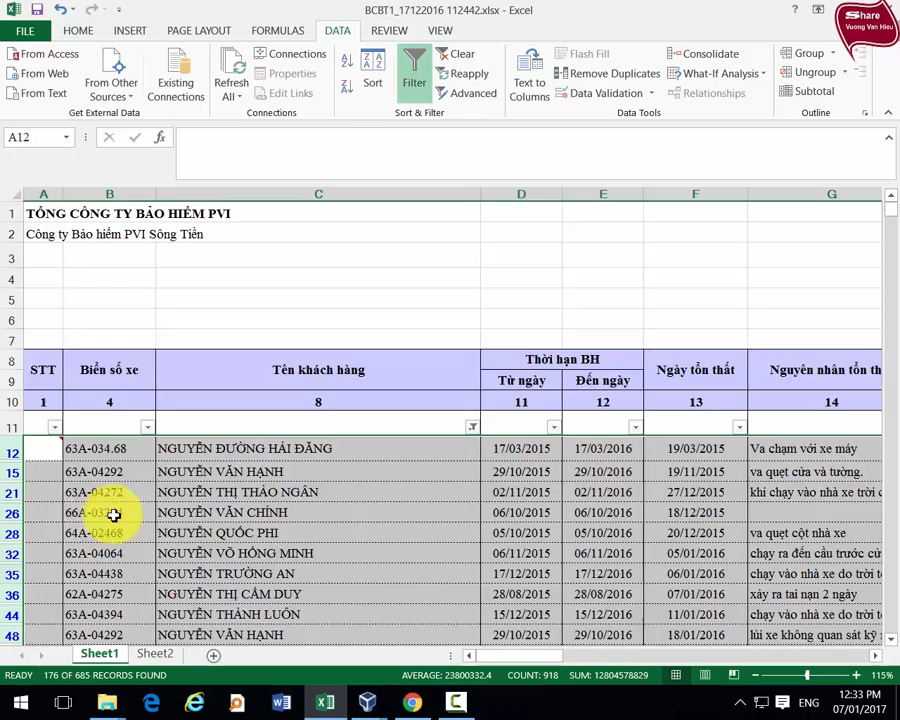 BCBT1_17122016 112442.xlsx - Excel
Share
Vuong Van Hieu
FILE HOME INSERT PAGE LAYOUT FORMULAS DATA REVIEW VIEW
From Access
From Web
From Text
From Other Sources
Existing Connections
Get External Data
Refresh All
Connections
Properties
Edit Links
Connections
Sort
Filter
Clear
Reapply
Advanced
Sort & Filter
Text to Columns
Flash Fill
Remove Duplicates
Data Validation
Consolidate
What-If Analysis
Relationships
Data Tools
Group
Ungroup
Subtotal
Outline
A12 fx
A B C D E F G
1 TỔNG CÔNG TY BẢO HIỂM PVI
2 Công ty Bảo hiểm PVI Sông Tiền
3
4
5
6
7
8 STT Biển số xe Tên khách hàng Thời hạn BH Ngày tổn thất Nguyên nhân tổn th
9 Từ ngày Đến ngày
10 1 4 8 11 12 13 14
11
12 63A-034.68 NGUYỄN ĐƯỜNG HẢI ĐĂNG 17/03/2015 17/03/2016 19/03/2015 Va chạm với xe máy
15 63A-04292 NGUYỄN VĂN HẠNH 29/10/2015 29/10/2016 19/11/2015 va quẹt cửa và tường.
21 63A-04272 NGUYỄN THỊ THẢO NGÂN 02/11/2015 02/11/2016 27/12/2015 khi chạy vào nhà xe trời
26 NGUYỄN VĂN CHÍNH 06/10/2015 06/10/2016 18/12/2015
28 64A-02468 NGUYỄN QUỐC PHI 05/10/2015 05/10/2016 20/12/2015 va quẹt cột nhà xe
32 63A-04064 NGUYỄN VÕ HỒNG MINH 06/11/2015 06/11/2016 05/01/2016 chạy ra đến cầu trước cử
35 63A-04438 NGUYỄN TRƯỜNG AN 17/12/2015 17/12/2016 06/01/2016 chạy vào nhà xe do trời t
36 62A-04275 NGUYỄN THỊ CẨM DUY 28/08/2015 28/08/2016 07/01/2016 xảy ra tai nạn 2 ngày
44 63A-04394 NGUYỄN THÀNH LUÔN 15/12/2015 15/12/2016 11/01/2016 chạy vào nhà xe do trời t
48 63A-04292 NGUYỄN VĂN HẠNH 29/10/2015 29/10/2016 18/01/2016 lùi xe không quan sát kỹ
Sheet1 Sheet2
READY 176 OF 685 RECORDS FOUND AVERAGE: 23800332.4 COUNT: 918 SUM: 12804578829 115%
ENG
12:33 PM
07/01/2017